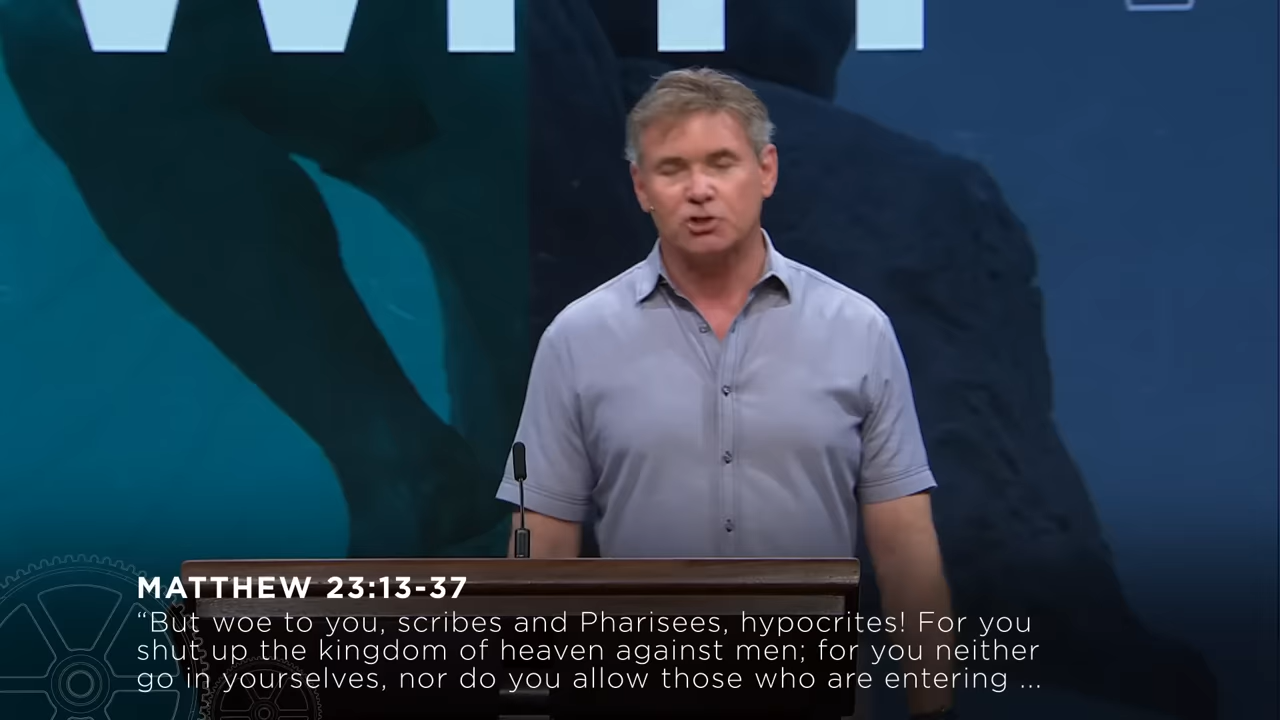 MATTHEW 23:13-37
“But woe to you, scribes and Pharisees, hypocrites! For you
shut up the kingdom of heaven against men; for you neither
go in yourselves, nor do you allow those who are entering ...